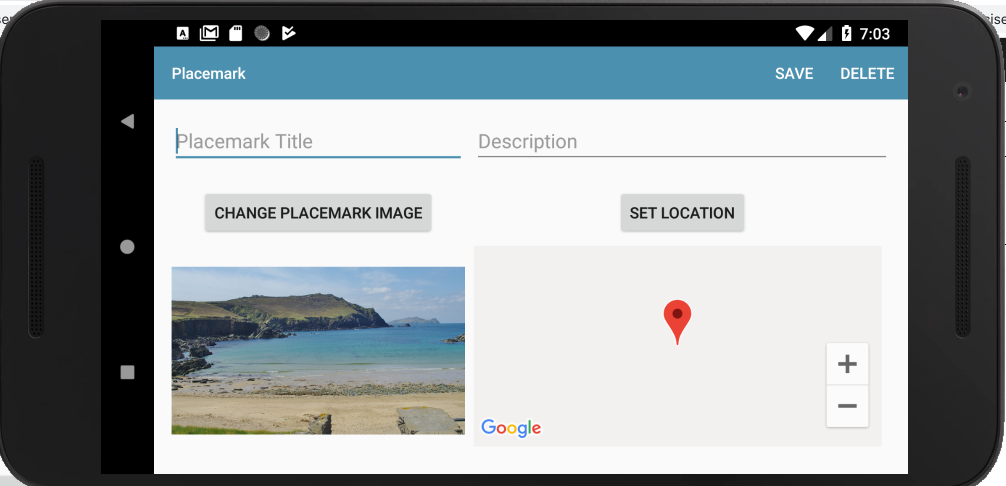 7:03
Placemark
SAVE
DELETE
Placemark Title
Description
CHANGE PLACEMARK IMAGE
SET LOCATION
+
−
Google